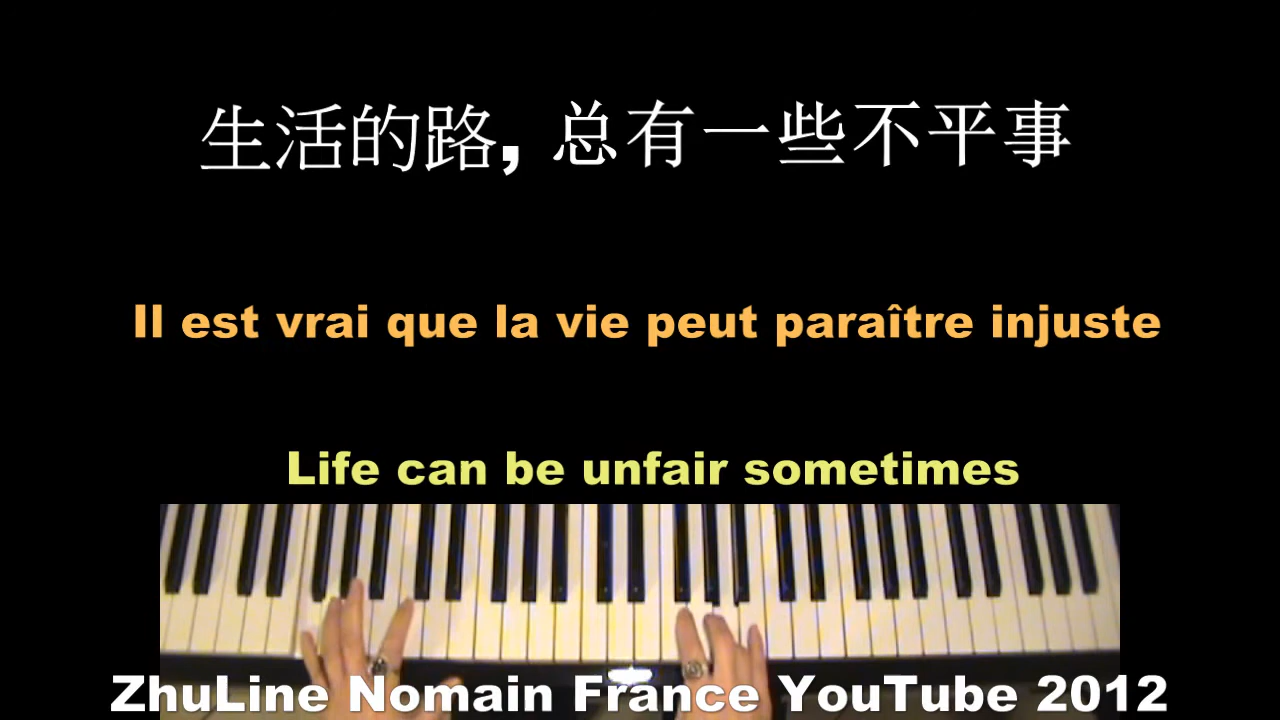 生活的路, 总有一些不平事
Il est vrai que la vie peut paraître injuste
Life can be unfair sometimes
ZhuLine Nomain France YouTube 2012